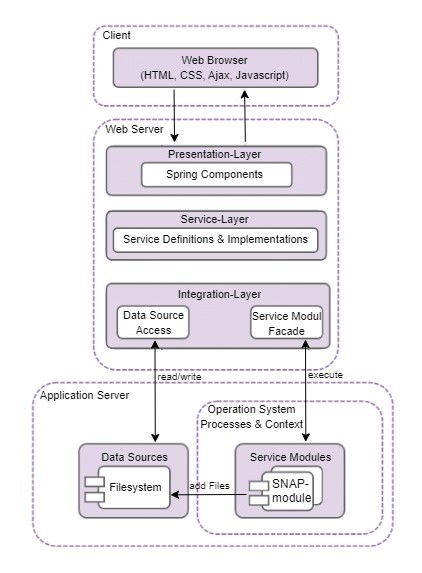 Client
Web Browser
(HTML, CSS, Ajax, Javascript)
Web Server
Presentation-Layer
Spring Components
Service-Layer
Service Definitions & Implementations
Integration-Layer
Data Source
Access
Service Modul
Facade
read/write
execute
Application Server
Operation System
Processes & Context
Data Sources
Filesystem
add Files
Service Modules
SNAP-
module